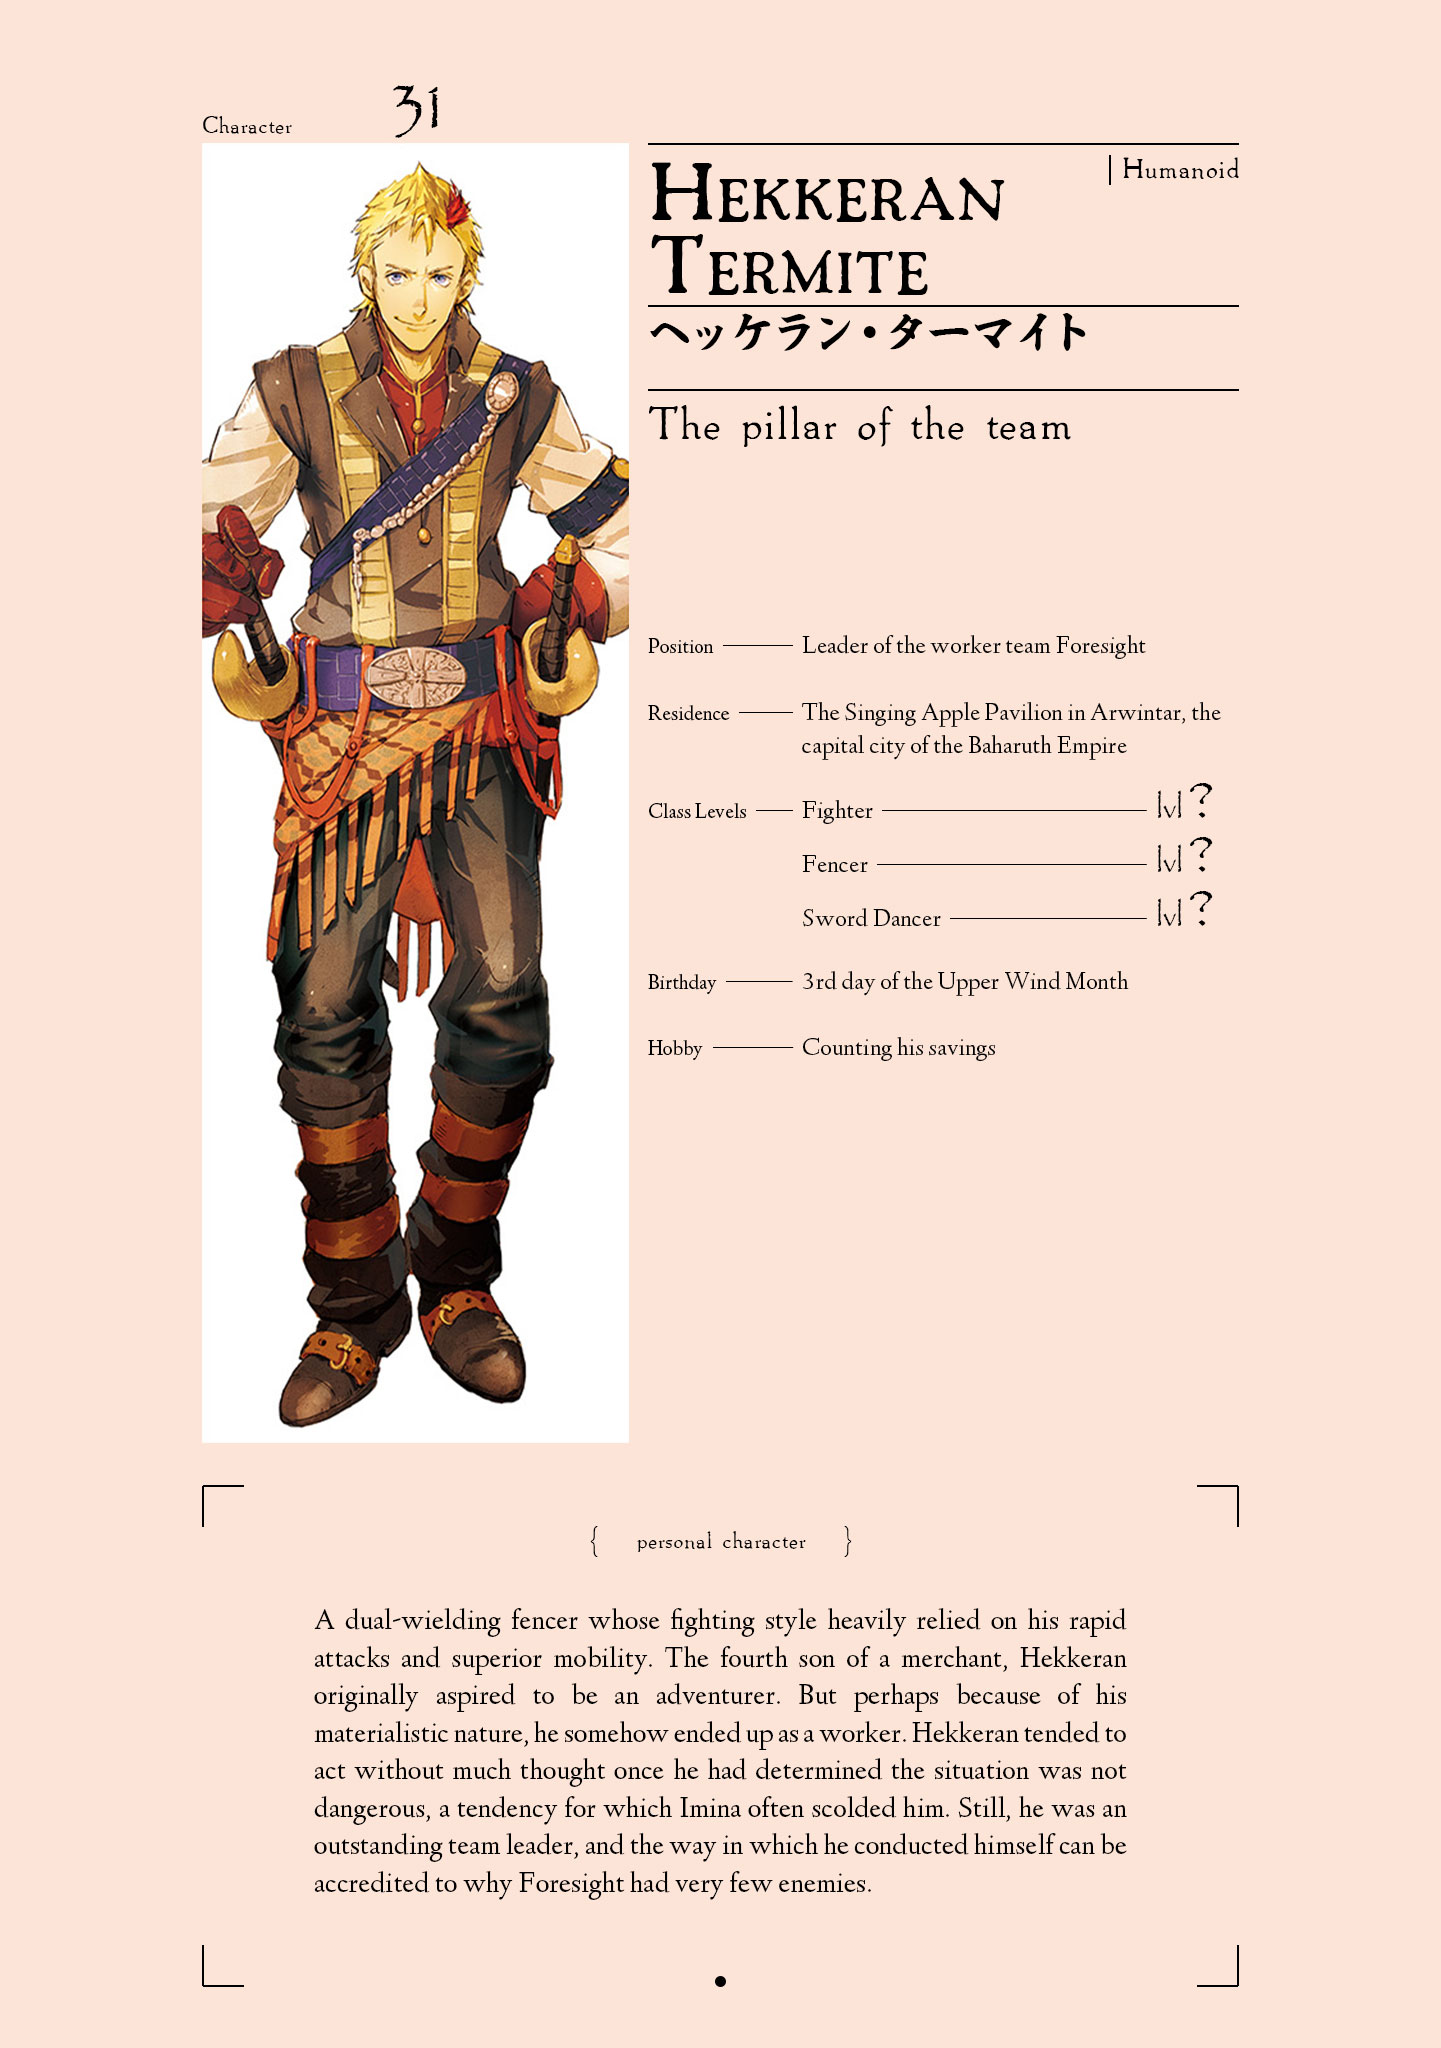 Character 31
Humanoid
HEKKERAN
TERMITE
ヘッケラン・ターマイト
The pillar of the team
Position Leader of the worker team Foresight
Residence The Singing Apple Pavilion in Arwintar, the
capital city of the Baharuth Empire
Class Levels Fighter lvl ?
Fencer lvl ?
Sword Dancer lvl ?
Birthday 3rd day of the Upper Wind Month
Hobby Counting his savings
{ personal character }
A dual-wielding fencer whose fighting style heavily relied on his rapid
attacks and superior mobility. The fourth son of a merchant, Hekkeran
originally aspired to be an adventurer. But perhaps because of his
materialistic nature, he somehow ended up as a worker. Hekkeran tended to
act without much thought once he had determined the situation was not
dangerous, a tendency for which Imina often scolded him. Still, he was an
outstanding team leader, and the way in which he conducted himself can be
accredited to why Foresight had very few enemies.